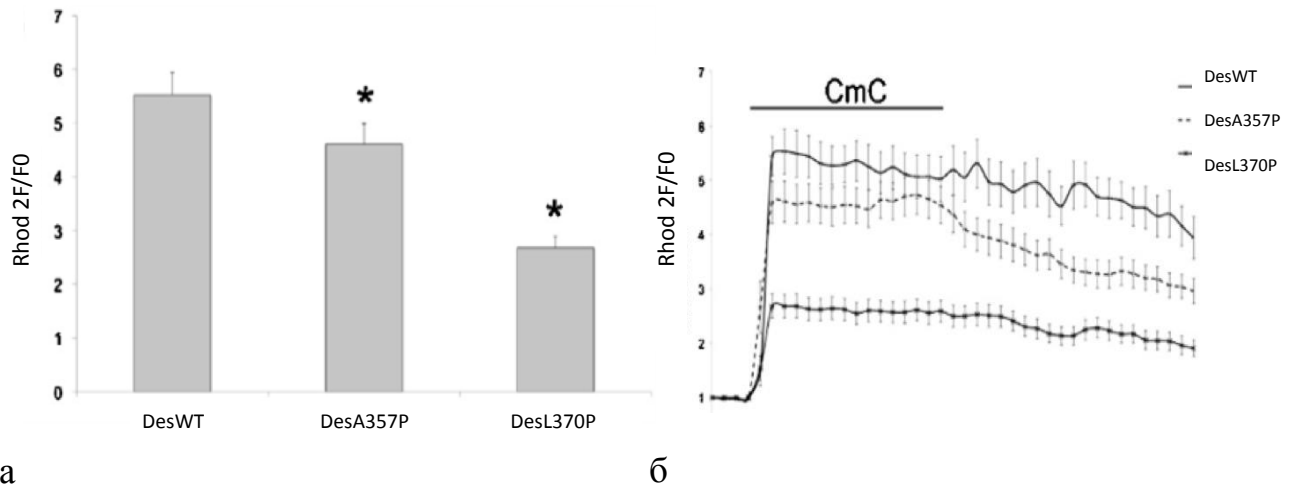 7
6
5
4
3
2
1
0
Rhod 2F/F0
*
*
DesWT
DesA357P
DesL370P
а
7
6
5
4
3
2
1
Rhod 2F/F0
CmC
DesWT
DesA357P
DesL370P
б